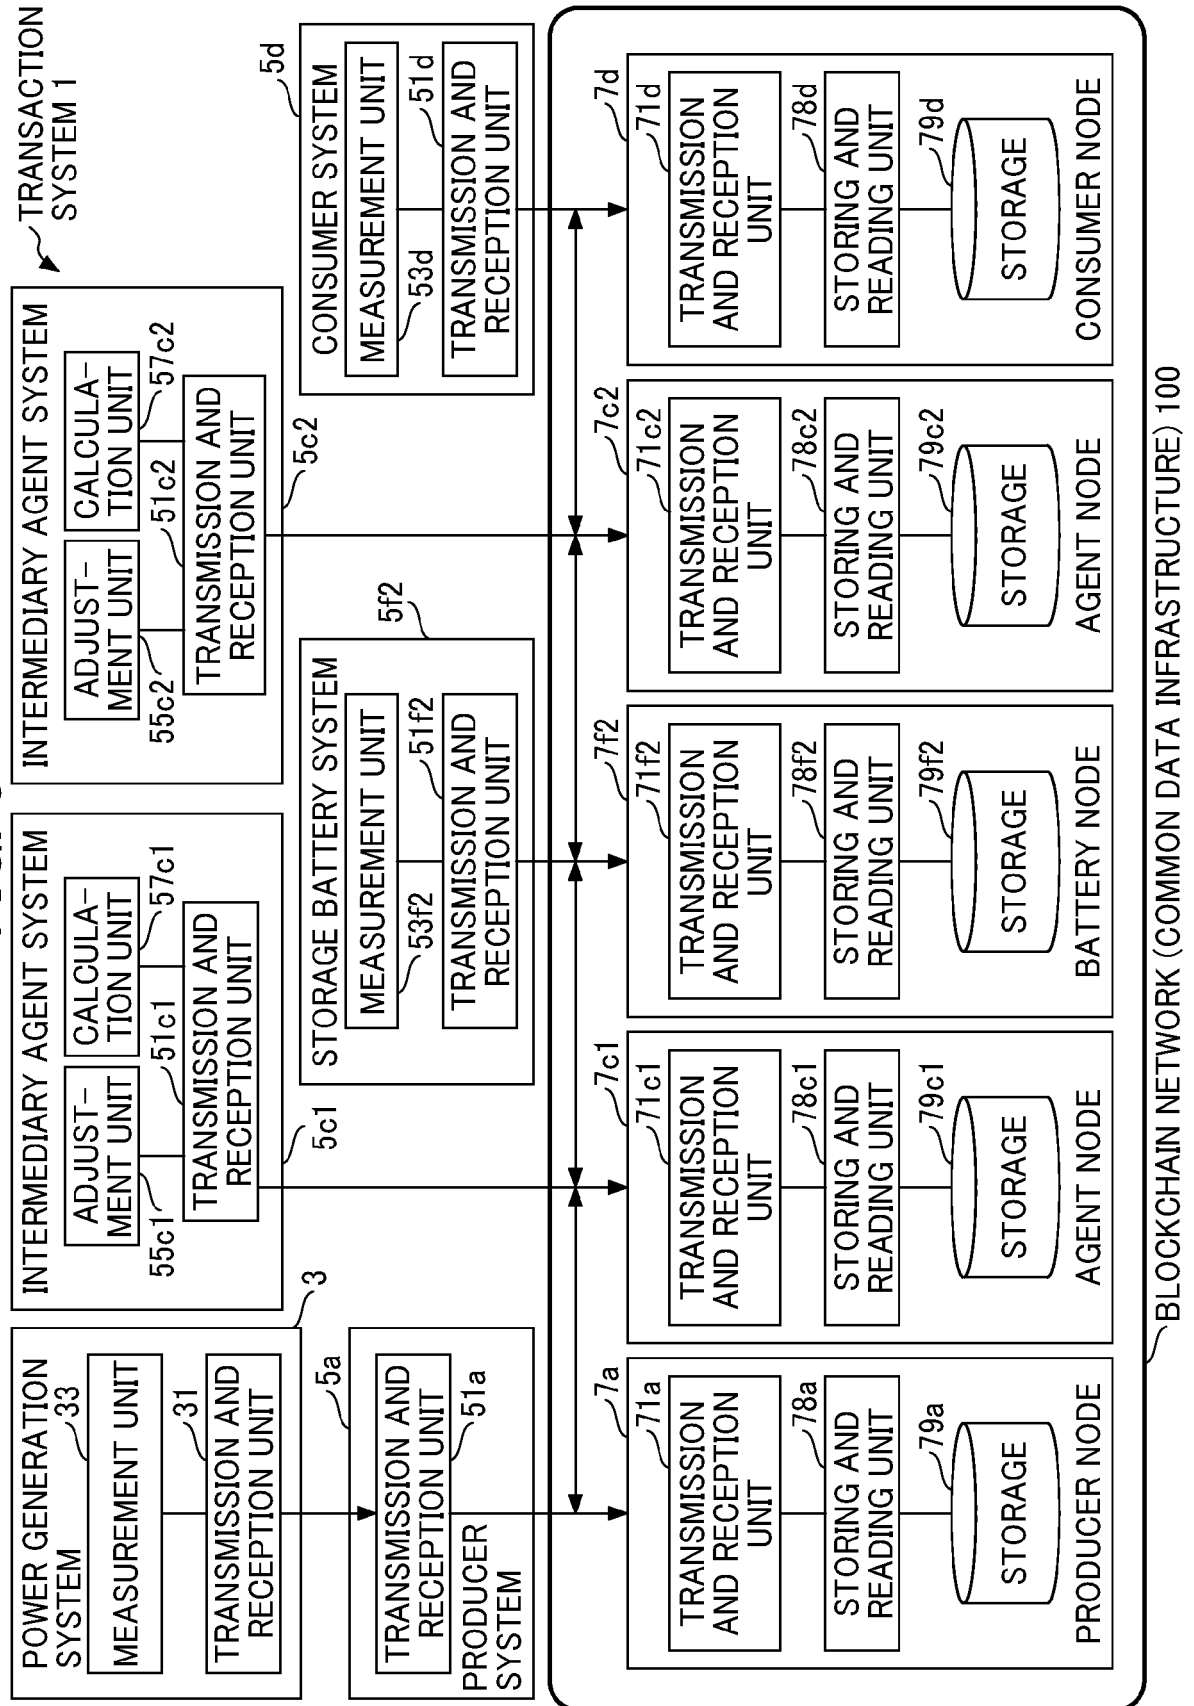 TRANSACTION
SYSTEM 1
POWER GENERATION
SYSTEM
33
MEASUREMENT UNIT
31
TRANSMISSION AND
RECEPTION UNIT
3
5a
TRANSMISSION AND
RECEPTION UNIT
51a
PRODUCER
SYSTEM
INTERMEDIARY AGENT SYSTEM
ADJUST-
MENT UNIT
CALCULA-
TION UNIT
55c1
51c1
57c1
TRANSMISSION AND
RECEPTION UNIT
5c1
INTERMEDIARY AGENT SYSTEM
ADJUST-
MENT UNIT
CALCULA-
TION UNIT
55c2
51c2
57c2
TRANSMISSION AND
RECEPTION UNIT
5c2
STORAGE BATTERY SYSTEM
5f2
MEASUREMENT UNIT
53f2
51f2
TRANSMISSION AND
RECEPTION UNIT
5d
CONSUMER SYSTEM
MEASUREMENT UNIT
53d
51d
TRANSMISSION AND
RECEPTION UNIT
7a
71a
TRANSMISSION
AND RECEPTION
UNIT
78a
STORING AND
READING UNIT
79a
STORAGE
PRODUCER NODE
7c1
71c1
TRANSMISSION
AND RECEPTION
UNIT
78c1
STORING AND
READING UNIT
79c1
STORAGE
AGENT NODE
7f2
71f2
TRANSMISSION
AND RECEPTION
UNIT
78f2
STORING AND
READING UNIT
79f2
STORAGE
BATTERY NODE
7c2
71c2
TRANSMISSION
AND RECEPTION
UNIT
78c2
STORING AND
READING UNIT
79c2
STORAGE
AGENT NODE
7d
71d
TRANSMISSION
AND RECEPTION
UNIT
78d
STORING AND
READING UNIT
79d
STORAGE
CONSUMER NODE
BLOCKCHAIN NETWORK (COMMON DATA INFRASTRUCTURE) 100